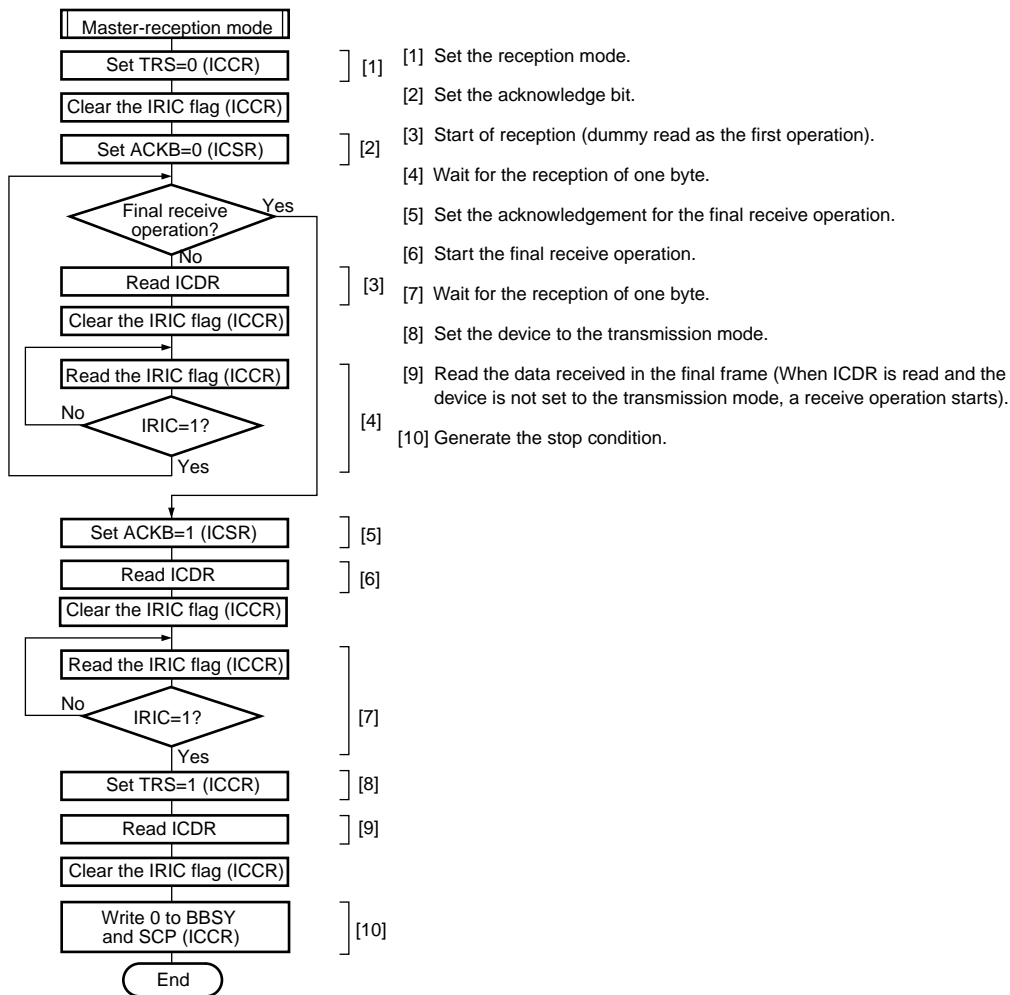 Master-reception mode
Set TRS=0 (ICCR)
[1]
Clear the IRIC flag (ICCR)
Set ACKB=0 (ICSR)
[2]
Final receive
operation?
Yes
No
Read ICDR
[3]
Clear the IRIC flag (ICCR)
Read the IRIC flag (ICCR)
No
IRIC=1?
[4]
Yes
Set ACKB=1 (ICSR)
[5]
Read ICDR
[6]
Clear the IRIC flag (ICCR)
Read the IRIC flag (ICCR)
No
IRIC=1?
[7]
Yes
Set TRS=1 (ICCR)
[8]
Read ICDR
[9]
Clear the IRIC flag (ICCR)
Write 0 to BBSY
and SCP (ICCR)
[10]
End
[1] Set the reception mode.
[2] Set the acknowledge bit.
[3] Start of reception (dummy read as the first operation).
[4] Wait for the reception of one byte.
[5] Set the acknowledgement for the final receive operation.
[6] Start the final receive operation.
[7] Wait for the reception of one byte.
[8] Set the device to the transmission mode.
[9] Read the data received in the final frame (When ICDR is read and the
device is not set to the transmission mode, a receive operation starts).
[10] Generate the stop condition.